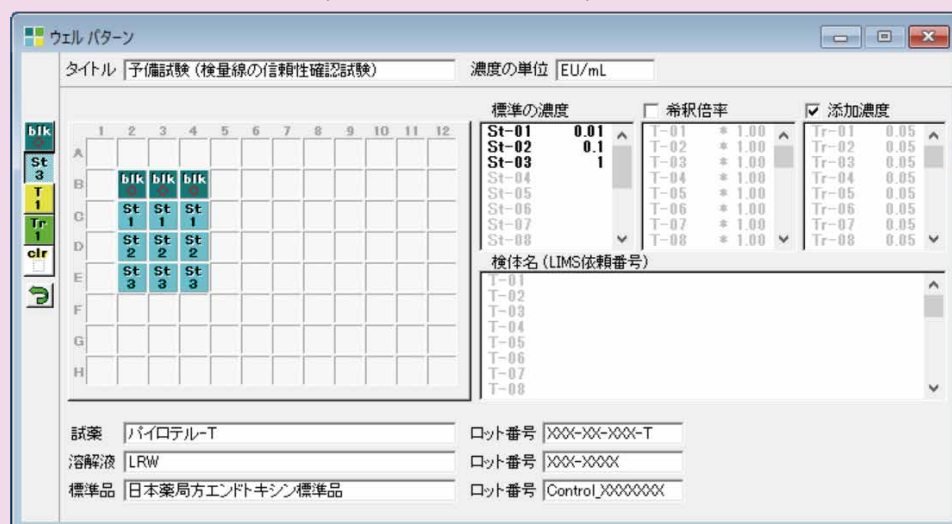 ウェル パターン
タイトル 予備試験 (検量線の信頼性確認試験) 濃度の単位 EU/mL
標準の濃度 希釈倍率 添加濃度
blk
St
3
T
1
Tr
1
clr
1 2 3 4 5 6 7 8 9 10 11 12
A
B blk blk blk
C St 1 St 1 St 1
D St 2 St 2 St 2
E St 3 St 3 St 3
F
G
H
St-01 0.01
St-02 0.1
St-03 1
St-04
St-05
St-06
St-07
St-08
T-01 * 1.00
T-02 * 1.00
T-03 * 1.00
T-04 * 1.00
T-05 * 1.00
T-06 * 1.00
T-07 * 1.00
T-08 * 1.00
Tr-01 0.05
Tr-02 0.05
Tr-03 0.05
Tr-04 0.05
Tr-05 0.05
Tr-06 0.05
Tr-07 0.05
Tr-08 0.05
検体名 (LIMS依頼番号)
T-01
T-02
T-03
T-04
T-05
T-06
T-07
T-08
試薬 パイロテル-T ロット番号 XXX-XX-XXX-T
溶解液 LRW ロット番号 XXX-XXXX
標準品 日本薬局方エンドトキシン標準品 ロット番号 Control_XXXXXXX